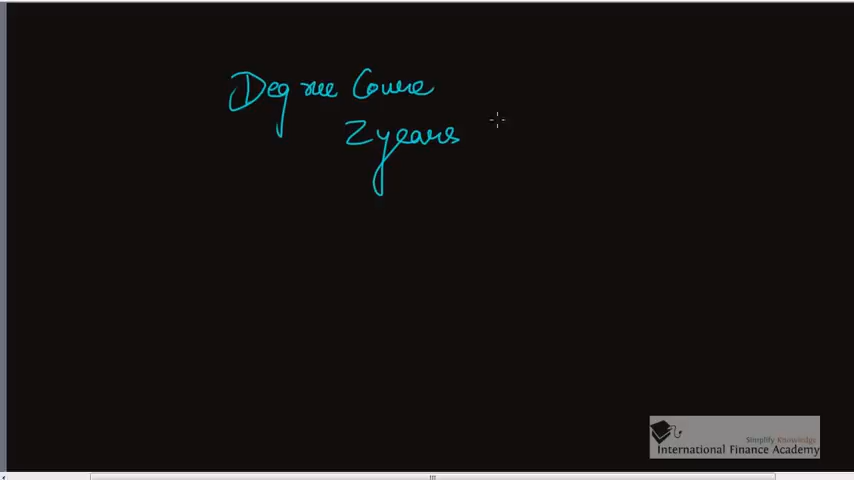 Degree Course
2 years
Simplify Knowledge
International Finance Academy